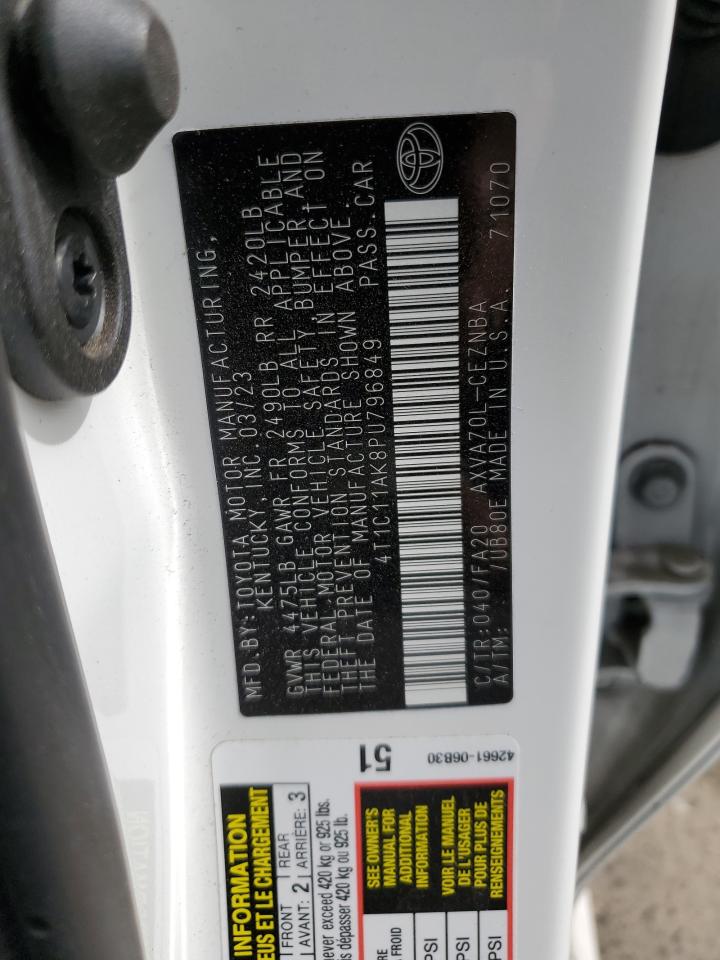 MFD. BY: TOYOTA MOTOR MANUFACTURING,
KENTUCKY, INC. 03/23
GVWR 4475LB GAWR FR 2490LB RR 2420LB
THIS VEHICLE CONFORMS TO ALL APPLICABLE
FEDERAL MOTOR VEHICLE SAFETY, BUMPER AND
THEFT PREVENTION STANDARDS IN EFFECT ON
THE DATE OF MANUFACTURE SHOWN ABOVE.
4T1C11AK8PU796849 PASS.CAR
C/TR:040/FA20 AXVA70L-CEZNBA
A/TM: /UB80E MADE IN U.S.A. 71070
51
42661-06B30
INFORMATION
EUS ET LE CHARGEMENT
FRONT REAR
AVANT: 2 ARRIÈRE: 3
never exceed 420 kg or 925 lbs.
is dépasser 420 kg ou 925 lb.
SEE OWNER'S
MANUAL FOR
ADDITIONAL
INFORMATION
VOIR LE MANUEL
DE L'USAGER
POUR PLUS DE
RENSEIGNEMENTS
FROID
PSI
PSI
PSI